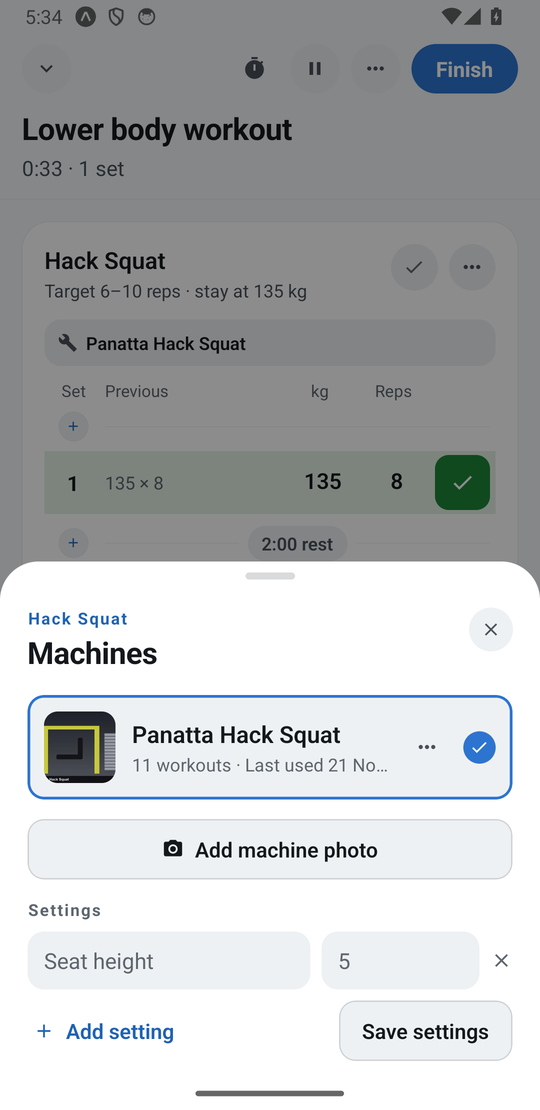 5:34
Finish
Lower body workout
0:33 · 1 set
Hack Squat
Target 6–10 reps · stay at 135 kg
Panatta Hack Squat
Set Previous kg Reps
+
1 135 × 8 135 8
+ 2:00 rest
Hack Squat
Machines
Panatta Hack Squat
11 workouts · Last used 21 No…
Hack Squat
Add machine photo
Settings
Seat height 5
+ Add setting Save settings